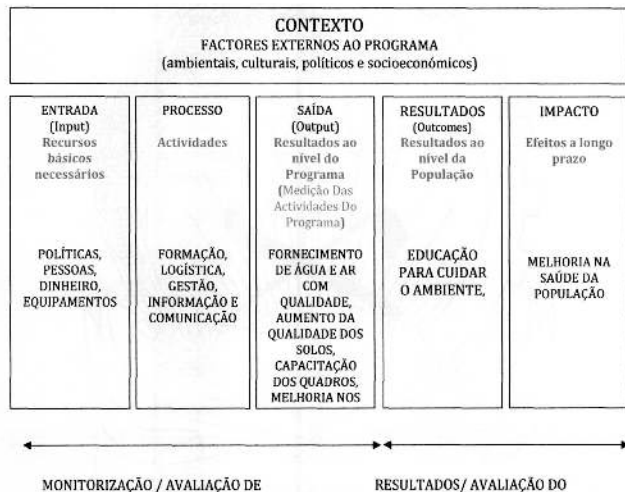 CONTEXTO
FACTORES EXTERNOS AO PROGRAMA
(ambientais, culturais, políticos e socioeconómicos)
ENTRADA
(Input)
Recursos
básicos
necessários
POLÍTICAS,
PESSOAS,
DINHEIRO,
EQUIPAMENTOS
PROCESSO
Actividades
FORMAÇÃO,
LOGÍSTICA,
GESTÃO,
INFORMAÇÃO E
COMUNICAÇÃO
SAÍDA
(Output)
Resultados ao
nível do
Programa
(Medição Das
Actividades Do
Programa)
FORNECIMENTO
DE ÁGUA E AR
COM
QUALIDADE,
AUMENTO DA
QUALIDADE DOS
SOLOS,
CAPACITAÇÃO
DOS QUADROS,
MELHORIA NOS
RESULTADOS
(Outcomes)
Resultados ao
nível da
População
EDUCAÇÃO
PARA CUIDAR
O AMBIENTE,
IMPACTO
Efeitos a longo
prazo
MELHORIA NA
SAÚDE DA
POPULAÇÃO
MONITORIZAÇÃO / AVALIAÇÃO DE
RESULTADOS/ AVALIAÇÃO DO